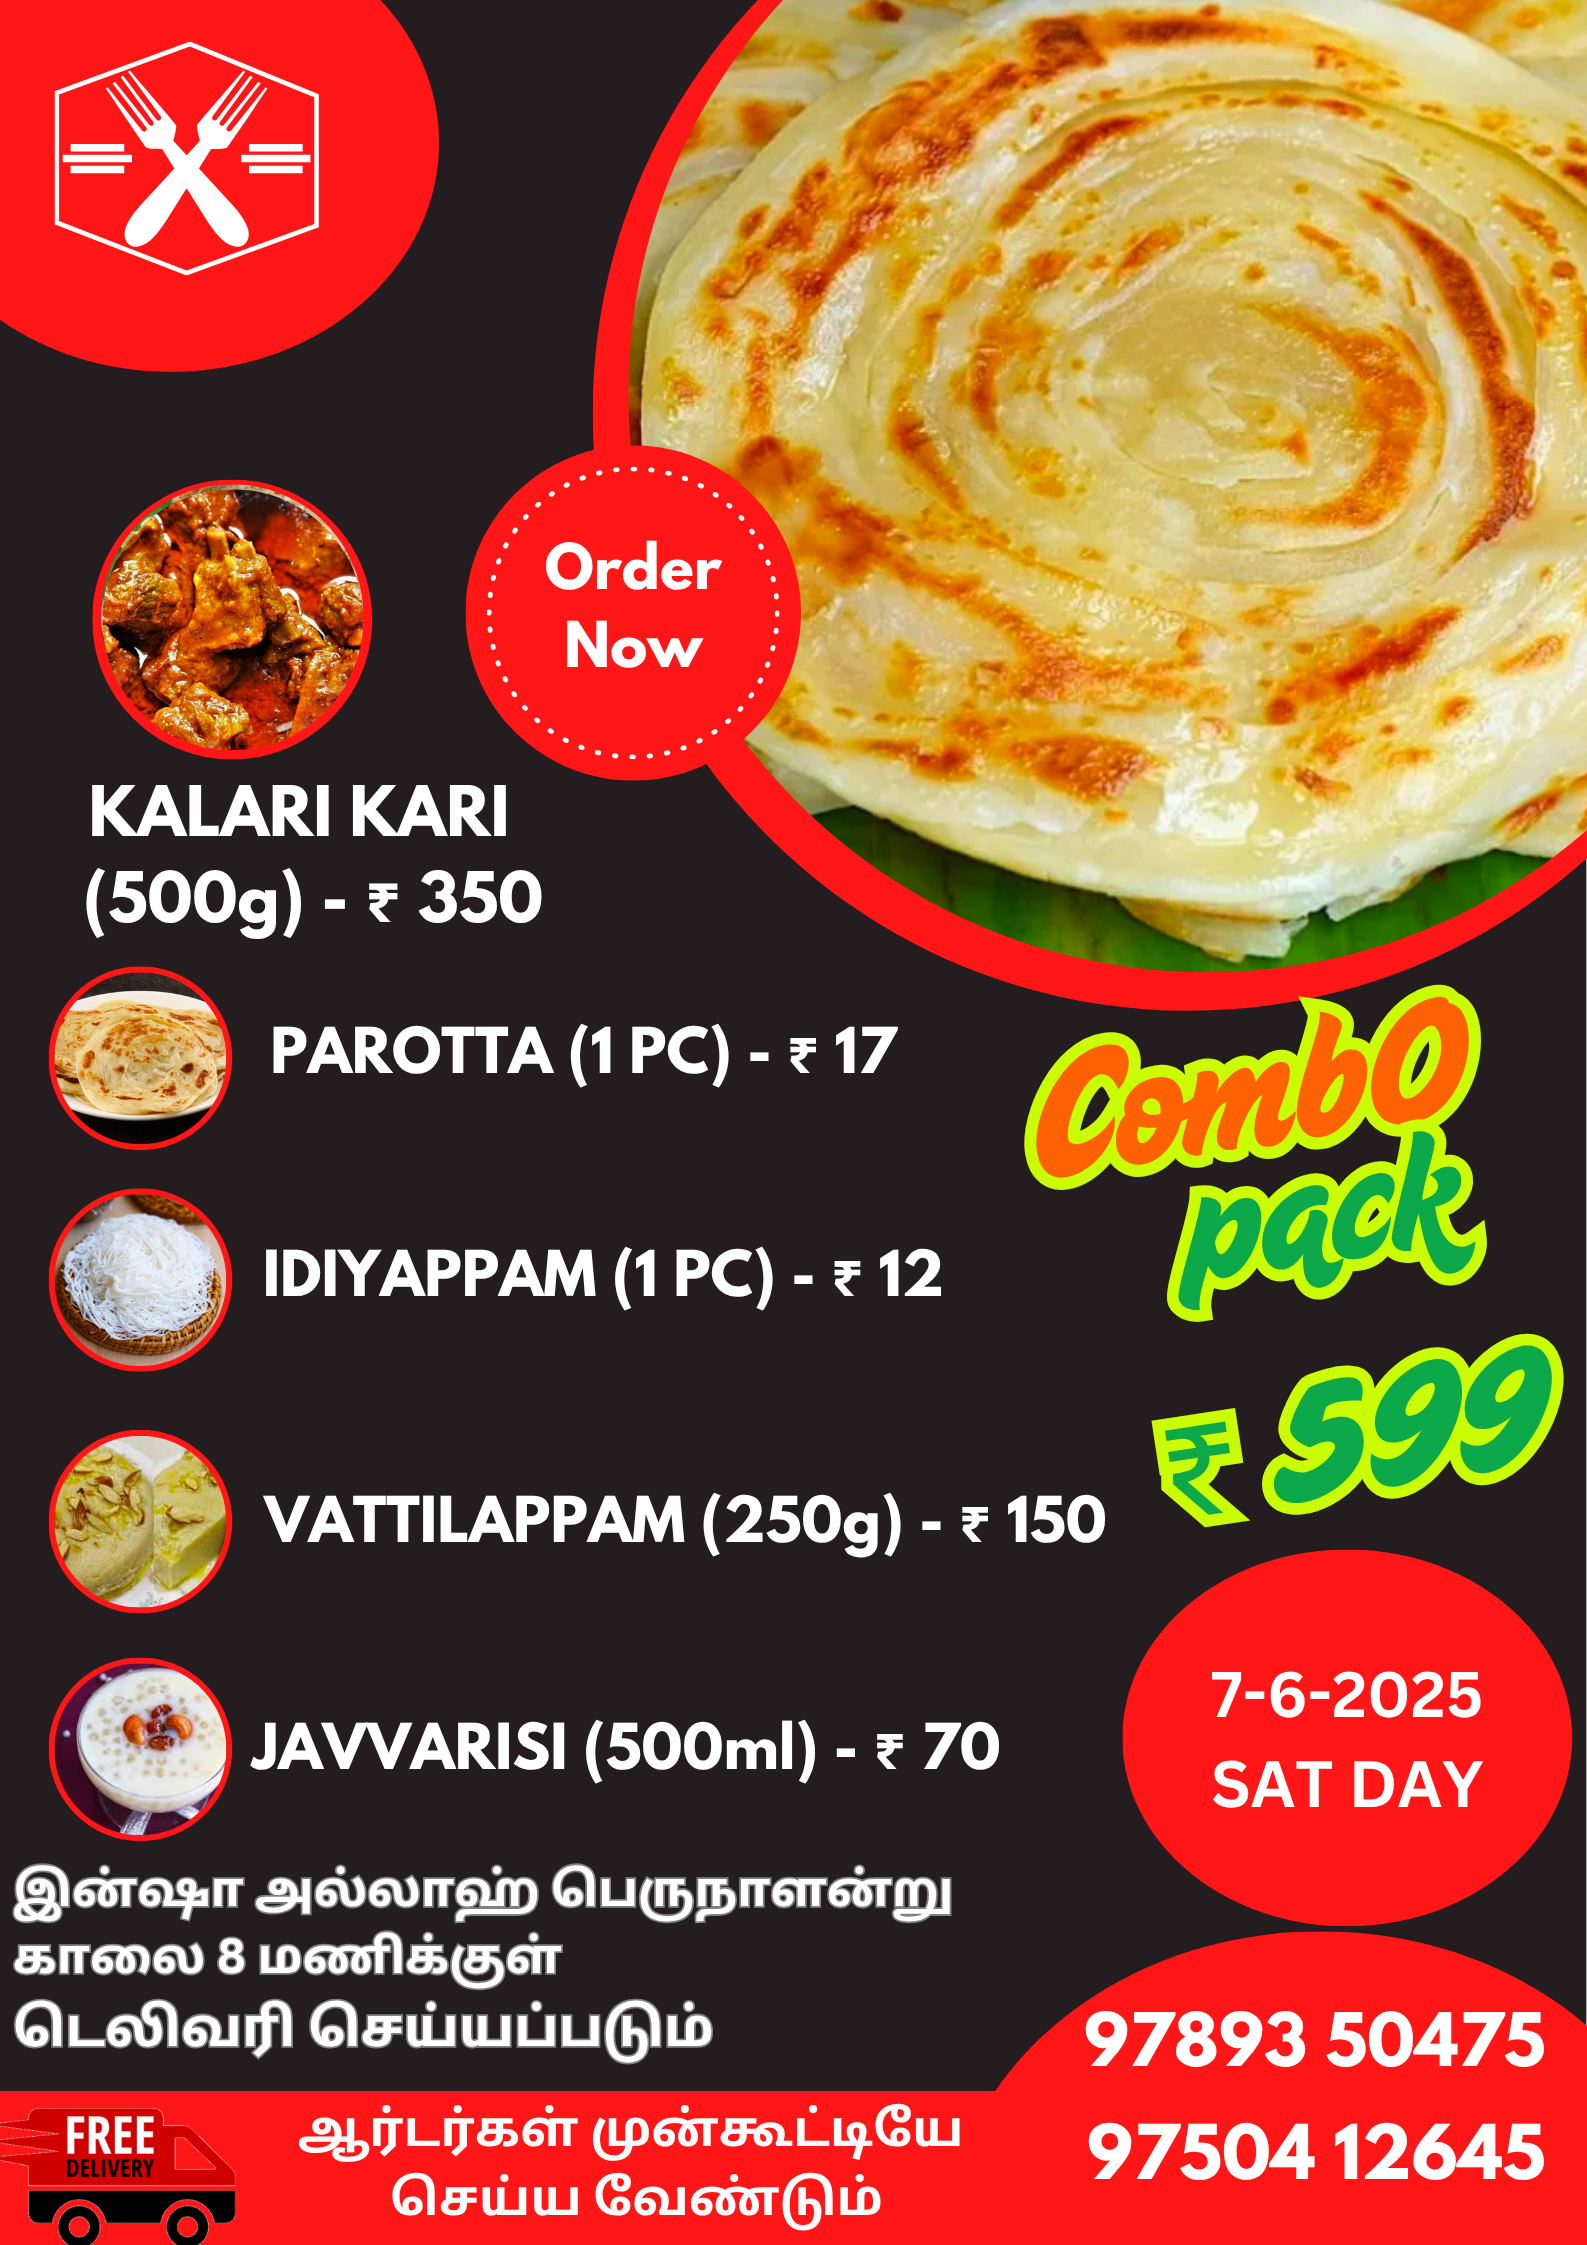 Order
Now
KALARI KARI
(500g) - ₹ 350
PAROTTA (1 PC) - ₹ 17
IDIYAPPAM (1 PC) - ₹ 12
VATTILAPPAM (250g) - ₹ 150
JAVVARISI (500ml) - ₹ 70
CombO
pack
₹ 599
7-6-2025
SAT DAY
இன்ஷா அல்லாஹ் பெருநாளன்று
காலை 8 மணிக்குள்
டெலிவரி செய்யப்படும்
FREE
DELIVERY
ஆர்டர்கள் முன்கூட்டியே
செய்ய வேண்டும்
97893 50475
97504 12645